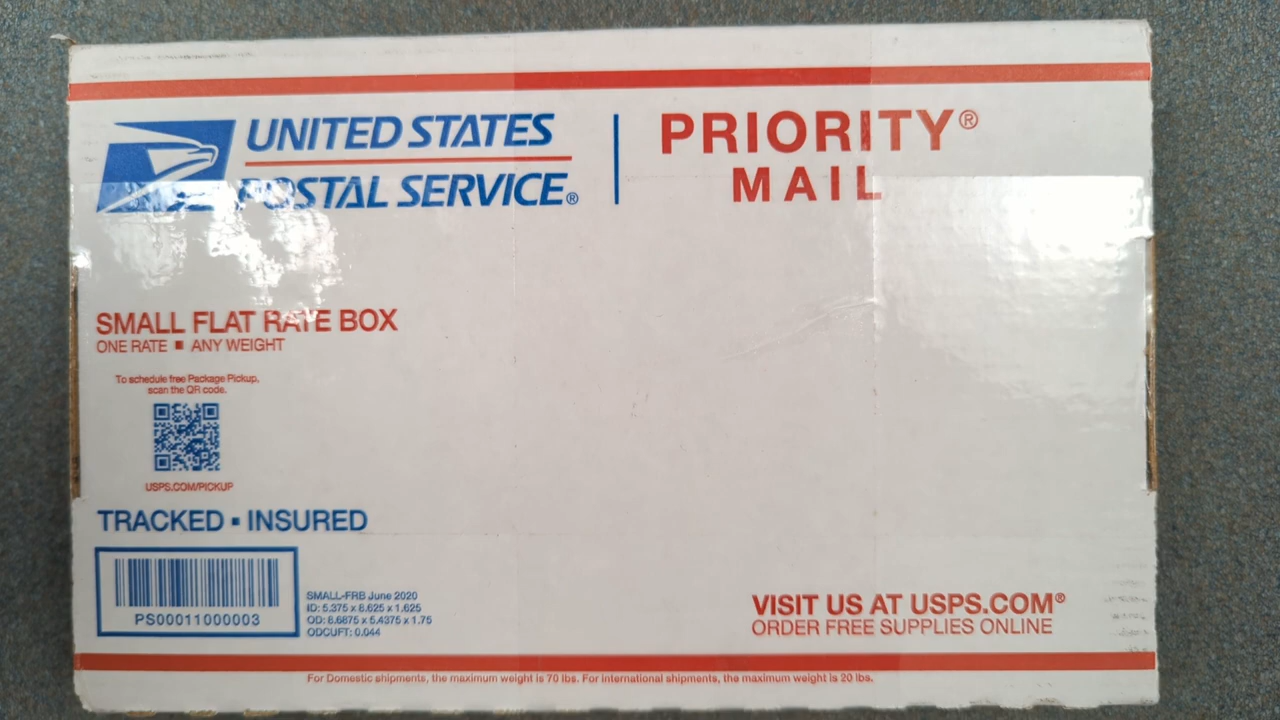 UNITED STATES
POSTAL SERVICE®
PRIORITY®
MAIL
SMALL FLAT RATE BOX
ONE RATE ▪ ANY WEIGHT
To schedule free Package Pickup,
scan the QR code.
USPS.COM/PICKUP
TRACKED ▪ INSURED
PS00011000003
SMALL-FRB June 2020
ID: 5.375 x 8.625 x 1.625
OD: 8.6875 x 5.4375 x 1.75
ODCUFT: 0.044
VISIT US AT USPS.COM®
ORDER FREE SUPPLIES ONLINE
For Domestic shipments, the maximum weight is 70 lbs. For international shipments, the maximum weight is 20 lbs.